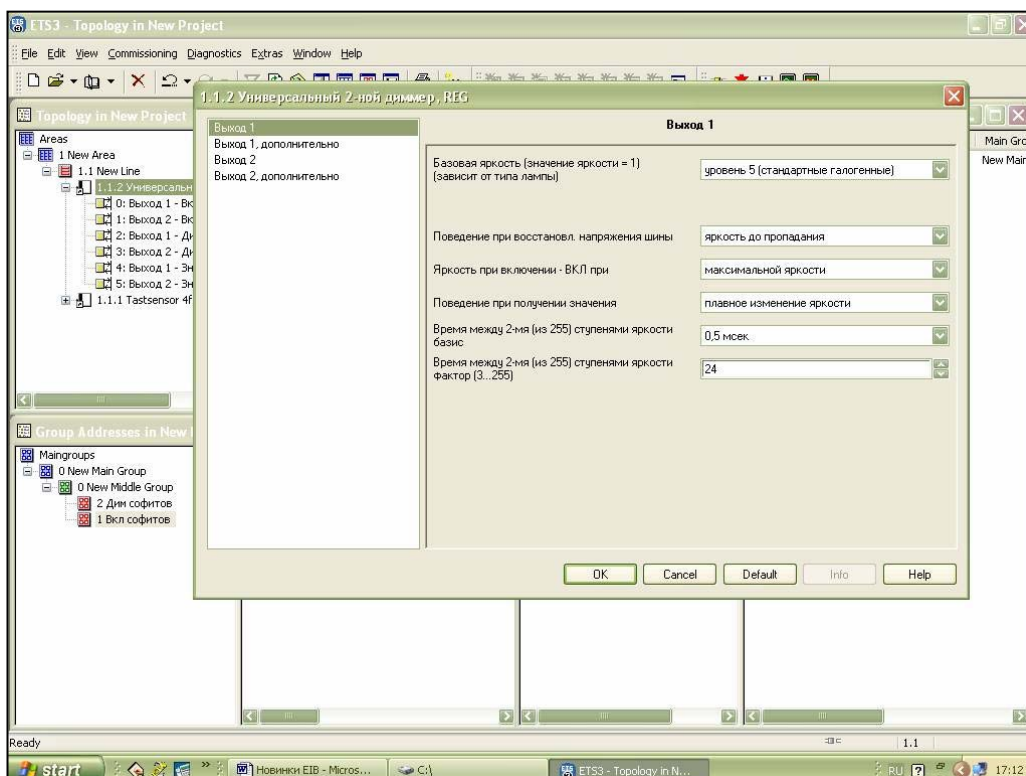 ETS3 - Topology in New Project
File Edit View Commissioning Diagnostics Extras Window Help
1.1.2 Универсальный 2-ной диммер, REG
Topology in New Project
Areas
1 New Area
1.1 New Line
1.1.2 Универсальн
0: Выход 1 - Вк
1: Выход 2 - Вк
2: Выход 1 - Ди
3: Выход 2 - Ди
4: Выход 1 - Зн
5: Выход 2 - Зн
1.1.1 Tastsensor 4f
Выход 1
Выход 1, дополнительно
Выход 2
Выход 2, дополнительно
Выход 1
Базовая яркость (значение яркости = 1)
(зависит от типа лампы)
уровень 5 (стандартные галогенные)
Поведение при восстановл. напряжения шины
яркость до пропадания
Яркость при включении - ВКЛ при
максимальной яркости
Поведение при получении значения
плавное изменение яркости
Время между 2-мя (из 255) ступенями яркости
базис
0,5 мсек
Время между 2-мя (из 255) ступенями яркости
фактор (3...255)
24
OK Cancel Default Info Help
Main Gro
New Main
Group Addresses in New
Maingroups
0 New Main Group
0 New Middle Group
2 Дим софитов
1 Вкл софитов
Ready
1.1
start
Новинки EIB - Micros...
C:\
ETS3 - Topology in N...
RU
17:12